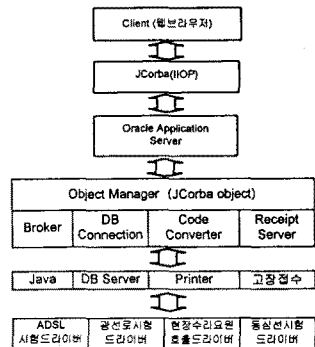 Client (웹브라우저)
JCorba(IIOP)
Oracle Application
Server
Object Manager (JCorba object)
Broker
DB
Connection
Code
Converter
Receipt
Server
Java
DB Server
Printer
고장접수
ADSL
시험드라이버
광선로시험
드라이버
현장수리요원
호출드라이버
동심선시험
드라이버